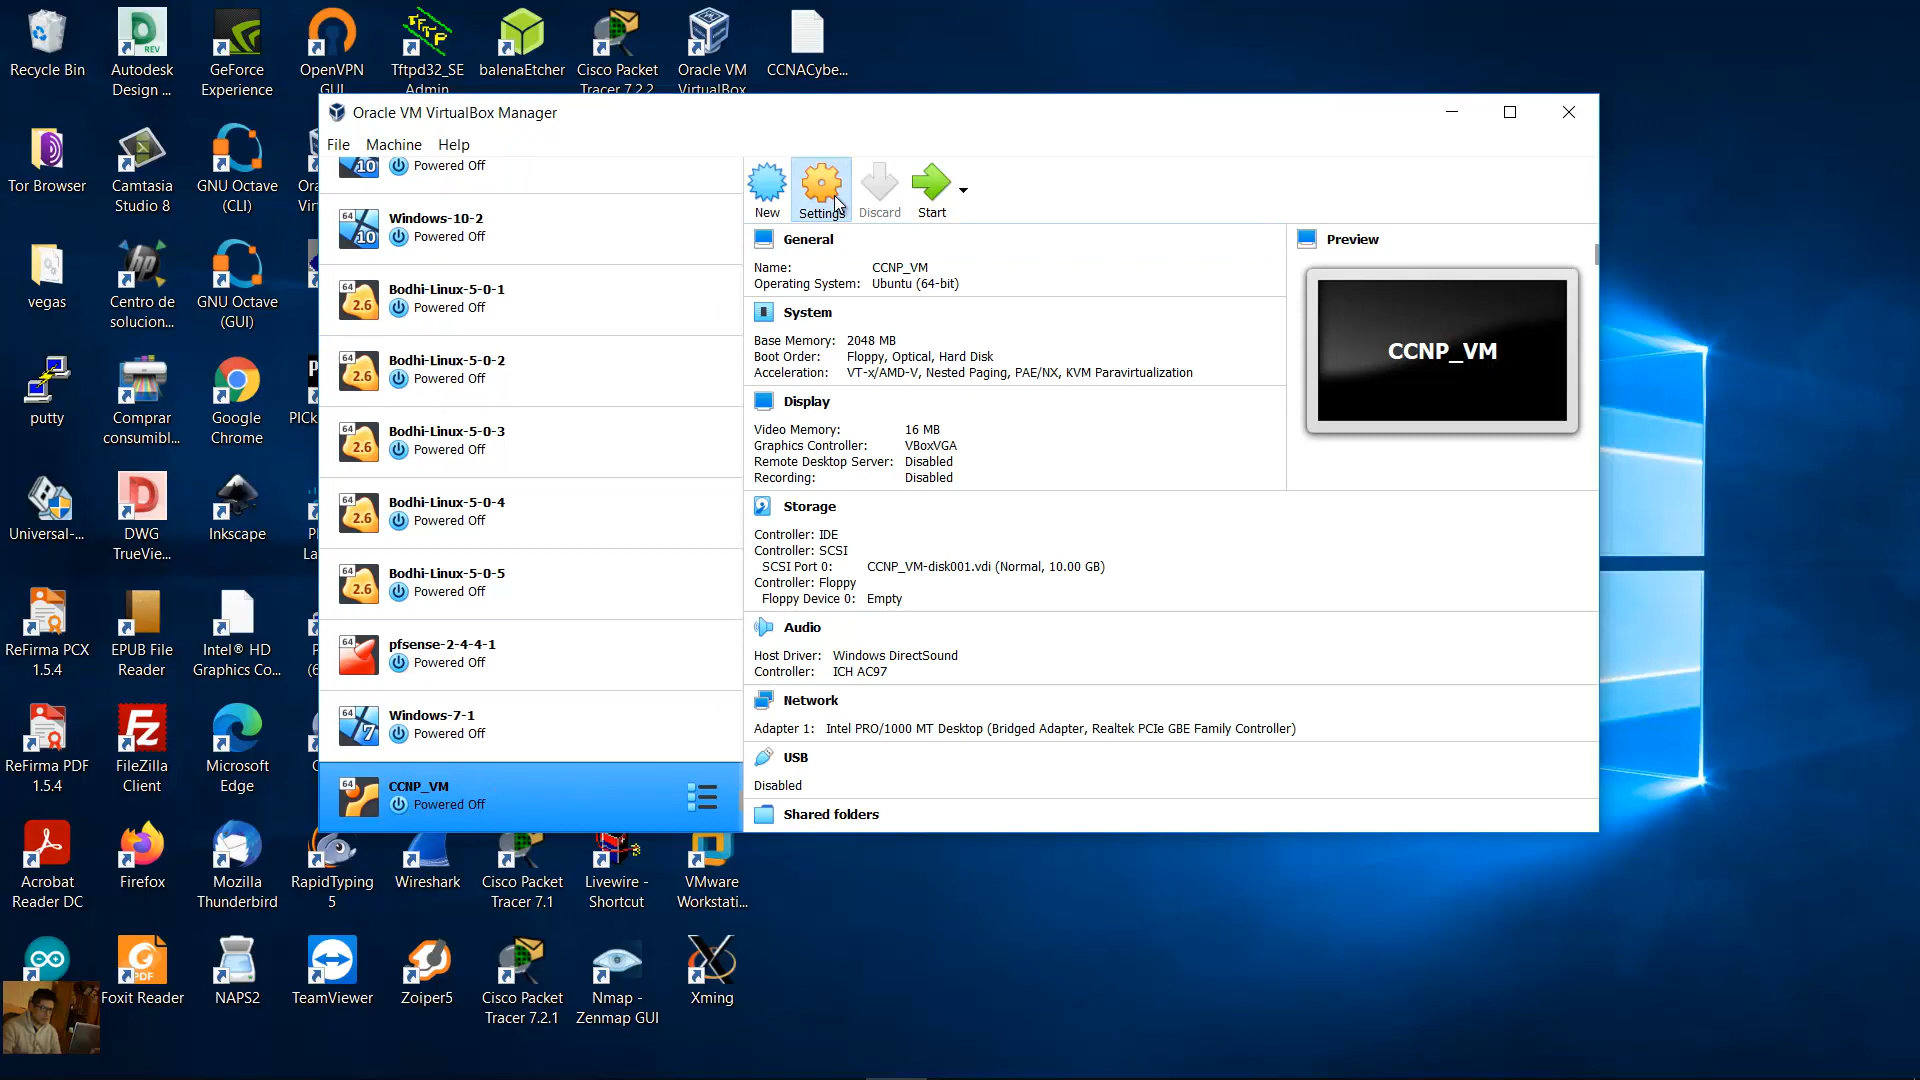 Recycle Bin
Autodesk
Design ...
GeForce
Experience
OpenVPN
GUI
Tftpd32_SE
Admin
balenaEtcher
Cisco Packet
Tracer 7.2.2
Oracle VM
VirtualBox
CCNACybe...
Tor Browser
Camtasia
Studio 8
GNU Octave
(CLI)
vegas
Centro de
solucion...
GNU Octave
(GUI)
putty
Comprar
consumibl...
Google
Chrome
Universal-...
DWG
TrueVie...
Inkscape
ReFirma PCX
1.5.4
EPUB File
Reader
Intel® HD
Graphics Co...
ReFirma PDF
1.5.4
FileZilla
Client
Microsoft
Edge
Acrobat
Reader DC
Firefox
Mozilla
Thunderbird
RapidTyping
5
Wireshark
Cisco Packet
Tracer 7.1
Livewire -
Shortcut
VMware
Workstati...
Foxit Reader
NAPS2
TeamViewer
Zoiper5
Cisco Packet
Tracer 7.2.1
Nmap -
Zenmap GUI
Xming
Oracle VM VirtualBox Manager
File Machine Help
Powered Off
Windows-10-2
Powered Off
Bodhi-Linux-5-0-1
Powered Off
Bodhi-Linux-5-0-2
Powered Off
Bodhi-Linux-5-0-3
Powered Off
Bodhi-Linux-5-0-4
Powered Off
Bodhi-Linux-5-0-5
Powered Off
pfsense-2-4-4-1
Powered Off
Windows-7-1
Powered Off
CCNP_VM
Powered Off
New Settings Discard Start
General
Name: CCNP_VM
Operating System: Ubuntu (64-bit)
System
Base Memory: 2048 MB
Boot Order: Floppy, Optical, Hard Disk
Acceleration: VT-x/AMD-V, Nested Paging, PAE/NX, KVM Paravirtualization
Display
Video Memory: 16 MB
Graphics Controller: VBoxVGA
Remote Desktop Server: Disabled
Recording: Disabled
Storage
Controller: IDE
Controller: SCSI
SCSI Port 0: CCNP_VM-disk001.vdi (Normal, 10.00 GB)
Controller: Floppy
Floppy Device 0: Empty
Audio
Host Driver: Windows DirectSound
Controller: ICH AC97
Network
Adapter 1: Intel PRO/1000 MT Desktop (Bridged Adapter, Realtek PCIe GBE Family Controller)
USB
Disabled
Shared folders
Preview
CCNP_VM